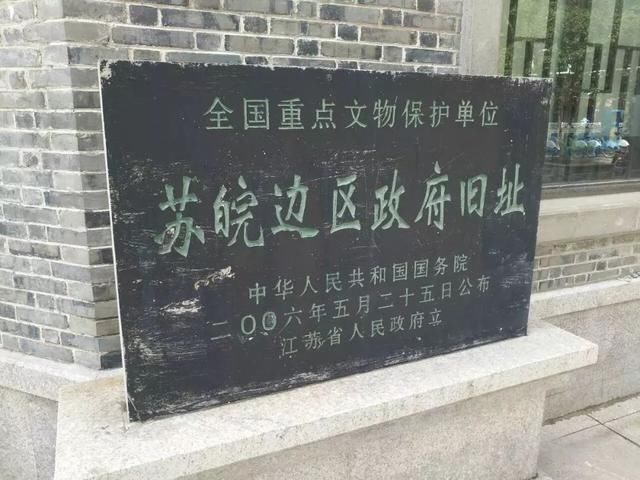 全国重点文物保护单位
苏皖边区政府旧址
中华人民共和国国务院
二〇〇六年五月二十五日公布
江苏省人民政府立